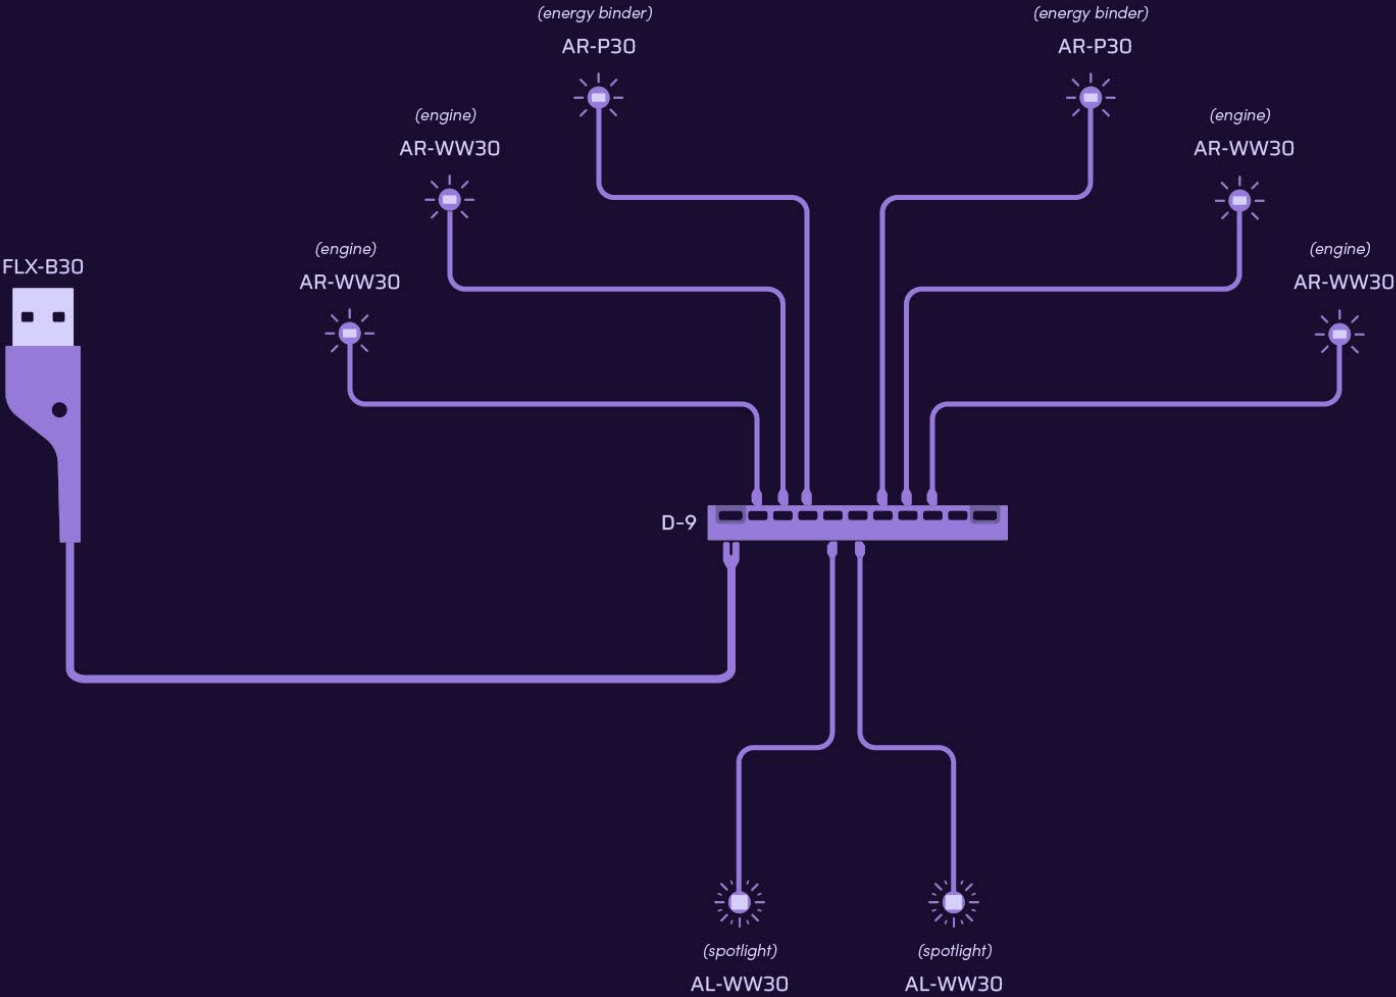 (energy binder)
AR-P30
(energy binder)
AR-P30
(engine)
AR-WW30
(engine)
AR-WW30
(engine)
AR-WW30
(engine)
AR-WW30
FLX-B30
D-9
(spotlight)
AL-WW30
(spotlight)
AL-WW30